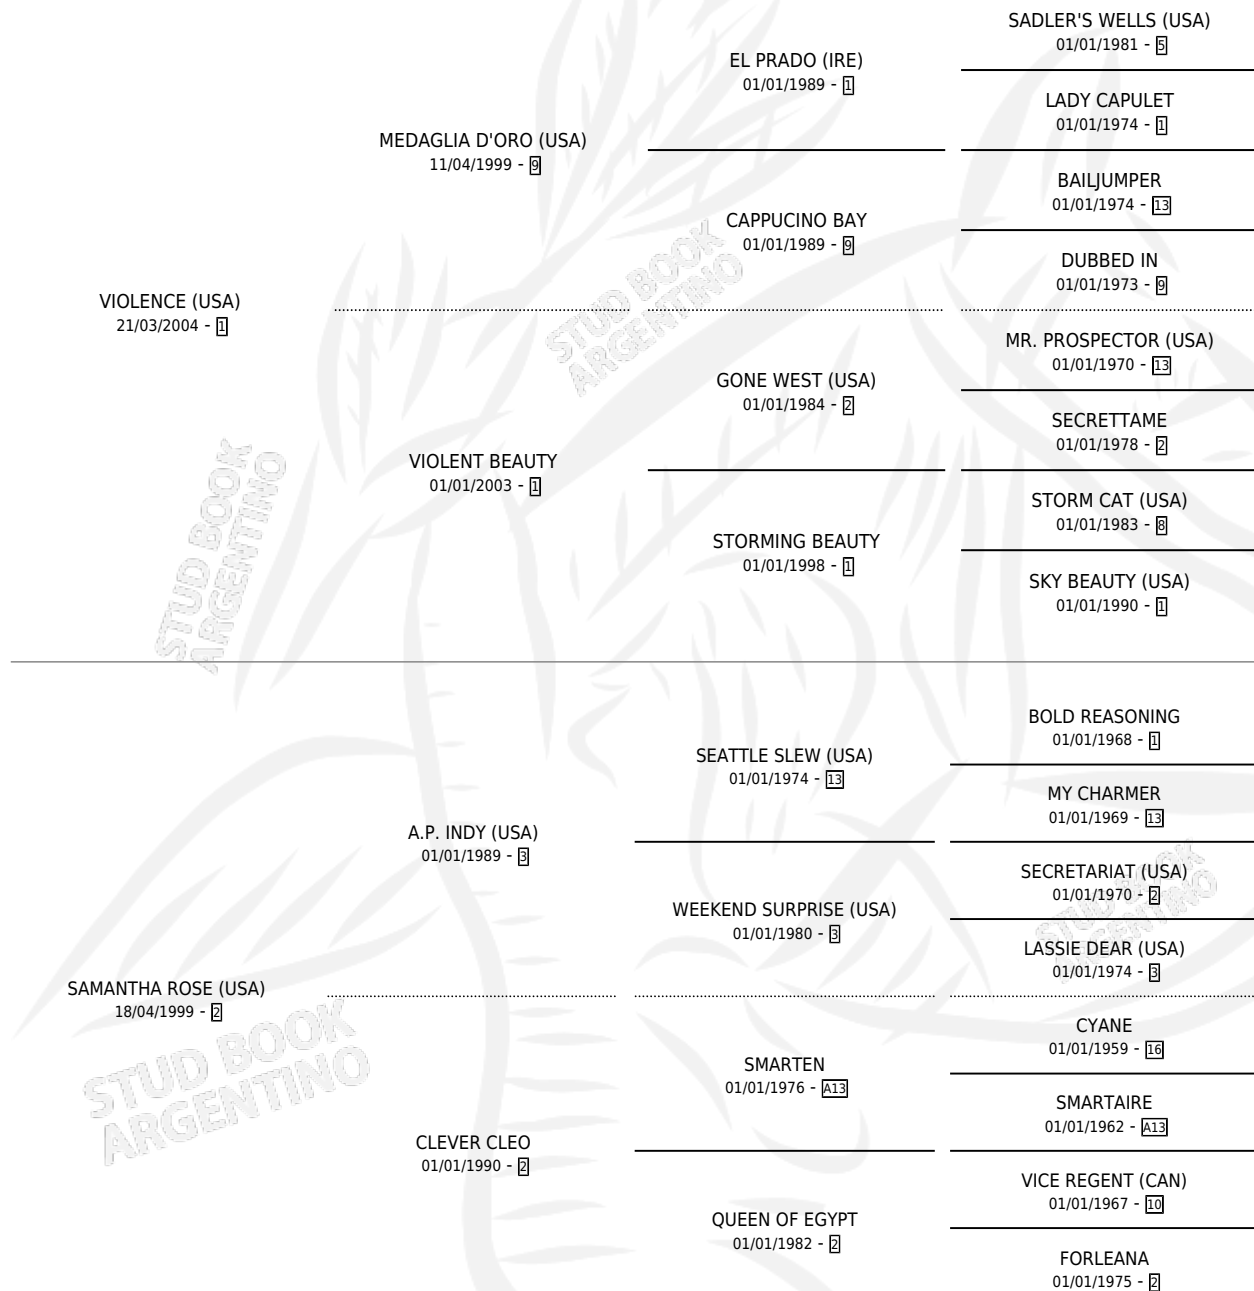 SADLER'S WELLS (USA)
01/01/1981 - 5
EL PRADO (IRE)
01/01/1989 - 1
LADY CAPULET
01/01/1974 - 1
MEDAGLIA D'ORO (USA)
11/04/1999 - 9
BAILJUMPER
01/01/1974 - 13
CAPPUCINO BAY
01/01/1989 - 9
DUBBED IN
01/01/1973 - 9
VIOLENCE (USA)
21/03/2004 - 1
STUD BOOK
ARGENTINO
MR. PROSPECTOR (USA)
01/01/1970 - 13
GONE WEST (USA)
01/01/1984 - 2
SECRETTAME
01/01/1978 - 2
VIOLENT BEAUTY
01/01/2003 - 1
STORM CAT (USA)
01/01/1983 - 8
STORMING BEAUTY
01/01/1998 - 1
SKY BEAUTY (USA)
01/01/1990 - 1
STUD BOOK
ARGENTINO
BOLD REASONING
01/01/1968 - 1
SEATTLE SLEW (USA)
01/01/1974 - 13
MY CHARMER
01/01/1969 - 13
A.P. INDY (USA)
01/01/1989 - 3
SECRETARIAT (USA)
01/01/1970 - 2
WEEKEND SURPRISE (USA)
01/01/1980 - 3
LASSIE DEAR (USA)
01/01/1974 - 3
STUD BOOK
ARGENTINO
SAMANTHA ROSE (USA)
18/04/1999 - 2
CYANE
01/01/1959 - 16
SMARTEN
01/01/1976 - A13
SMARTAIRE
01/01/1962 - A13
STUD BOOK
ARGENTINO
CLEVER CLEO
01/01/1990 - 2
VICE REGENT (CAN)
01/01/1967 - 10
QUEEN OF EGYPT
01/01/1982 - 2
FORLEANA
01/01/1975 - 2